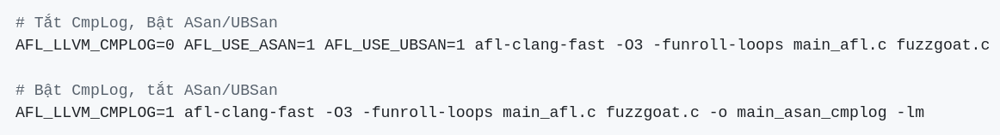 # Tắt CmpLog, Bật ASan/UBSan
AFL_LLVM_CMPLOG=0 AFL_USE_ASAN=1 AFL_USE_UBSAN=1 afl-clang-fast -O3 -funroll-loops main_afl.c fuzzgoat.c
# Bật CmpLog, tắt ASan/UBSan
AFL_LLVM_CMPLOG=1 afl-clang-fast -O3 -funroll-loops main_afl.c fuzzgoat.c -o main_asan_cmplog -lm